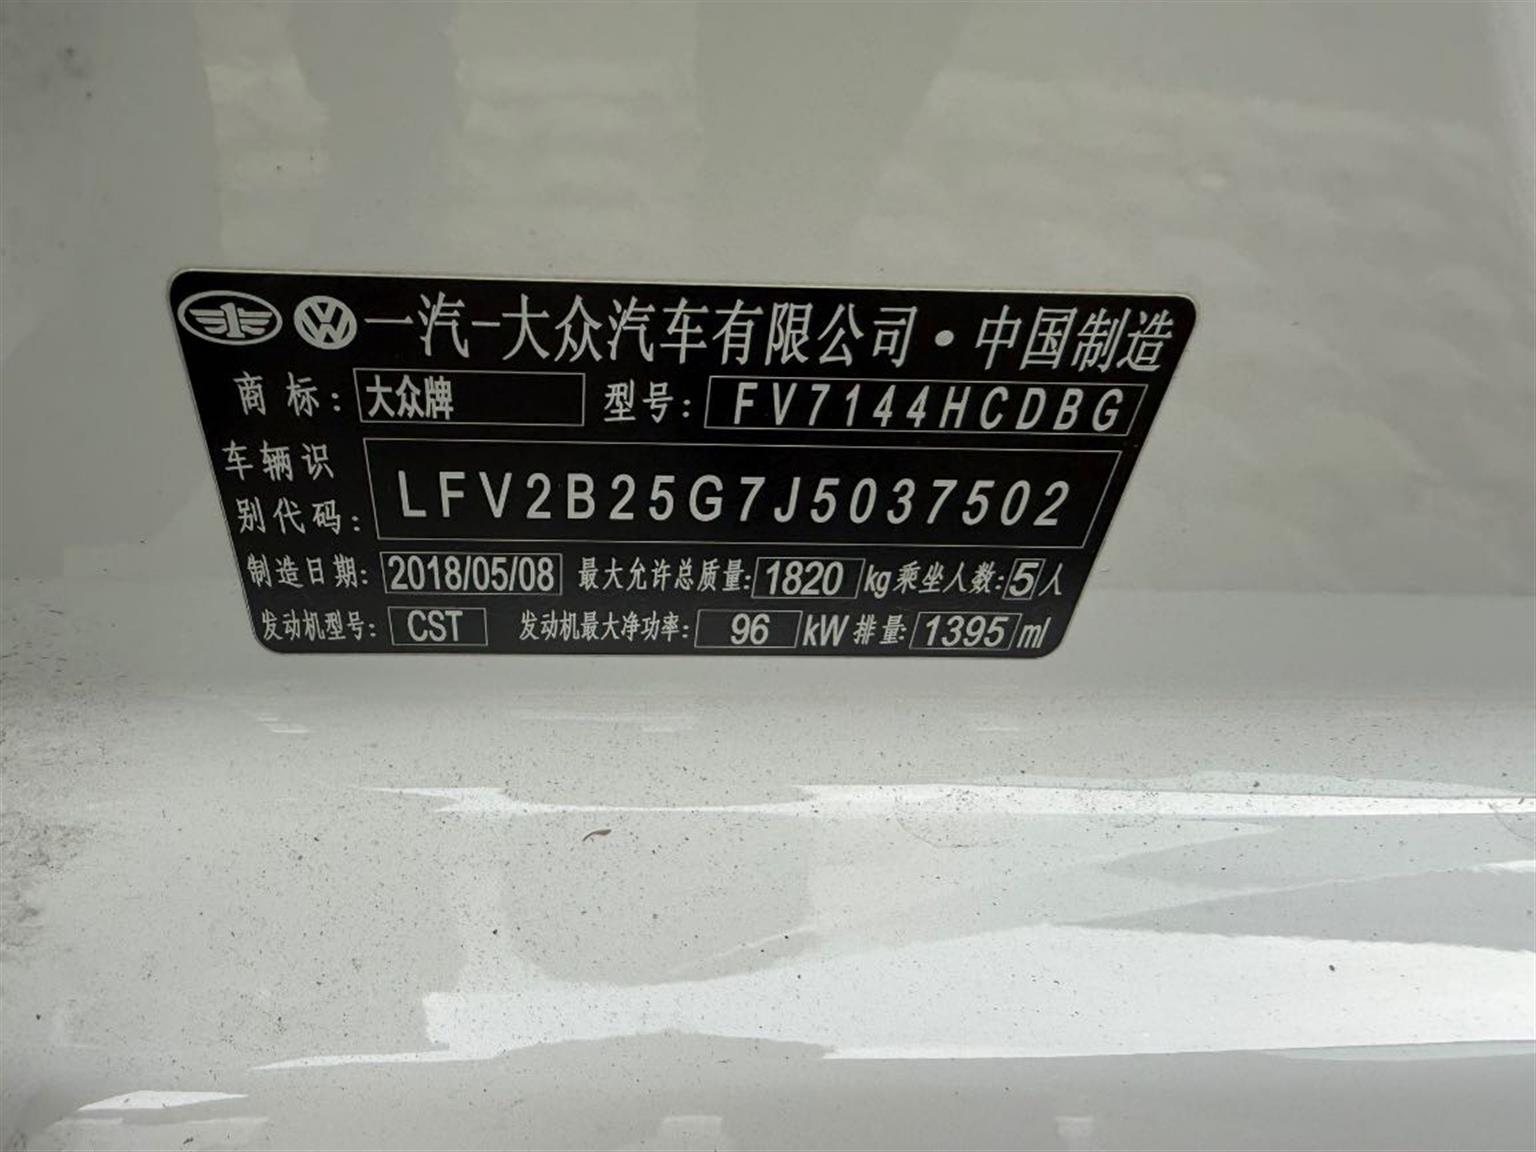 一汽-大众汽车有限公司·中国制造
商标: 大众牌 型号: FV7144HCDBG
车辆识别代码: LFV2B25G7J5037502
制造日期: 2018/05/08 最大允许总质量: 1820 kg 乘坐人数: 5 人
发动机型号: CST 发动机最大净功率: 96 kW 排量: 1395 ml